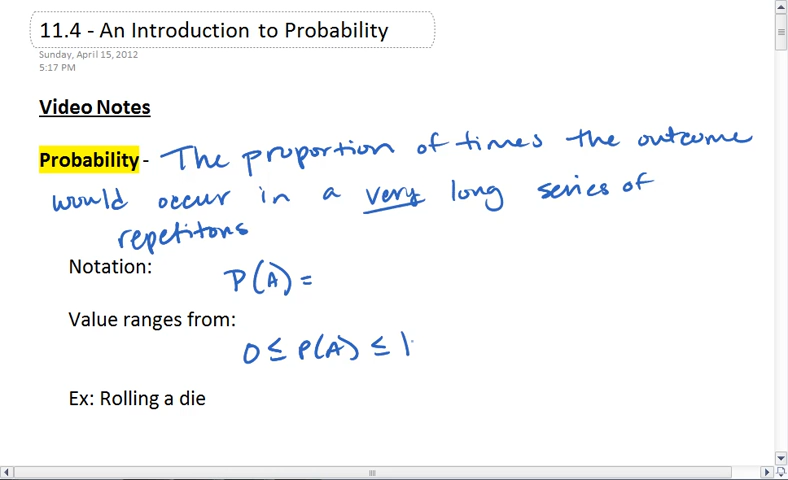 11.4 - An Introduction to Probability
Sunday, April 15, 2012
5:17 PM
Video Notes
Probability - The proportion of times the outcome
would occur in a very long series of
repetitons
Notation:
P(A) =
Value ranges from:
0 ≤ P(A) ≤ 1
Ex: Rolling a die